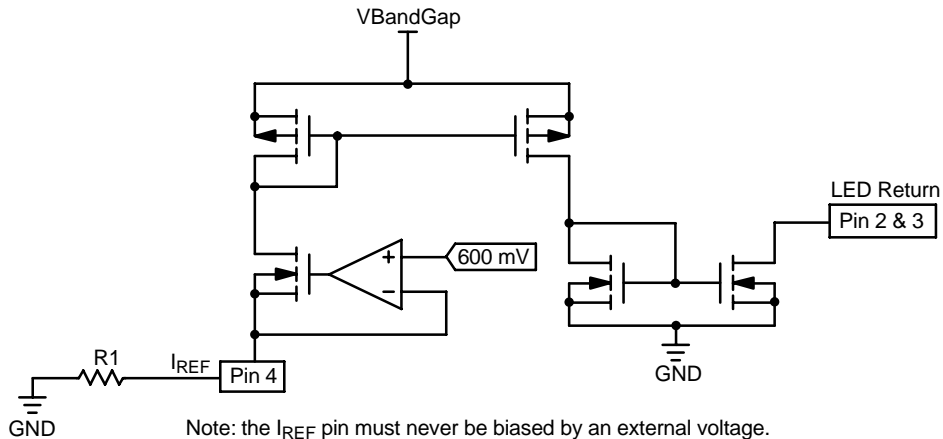 VBandGap
LED Return
Pin 2 & 3
+
600 mV
−
R1
IREF
Pin 4
GND
GND
Note: the IREF pin must never be biased by an external voltage.